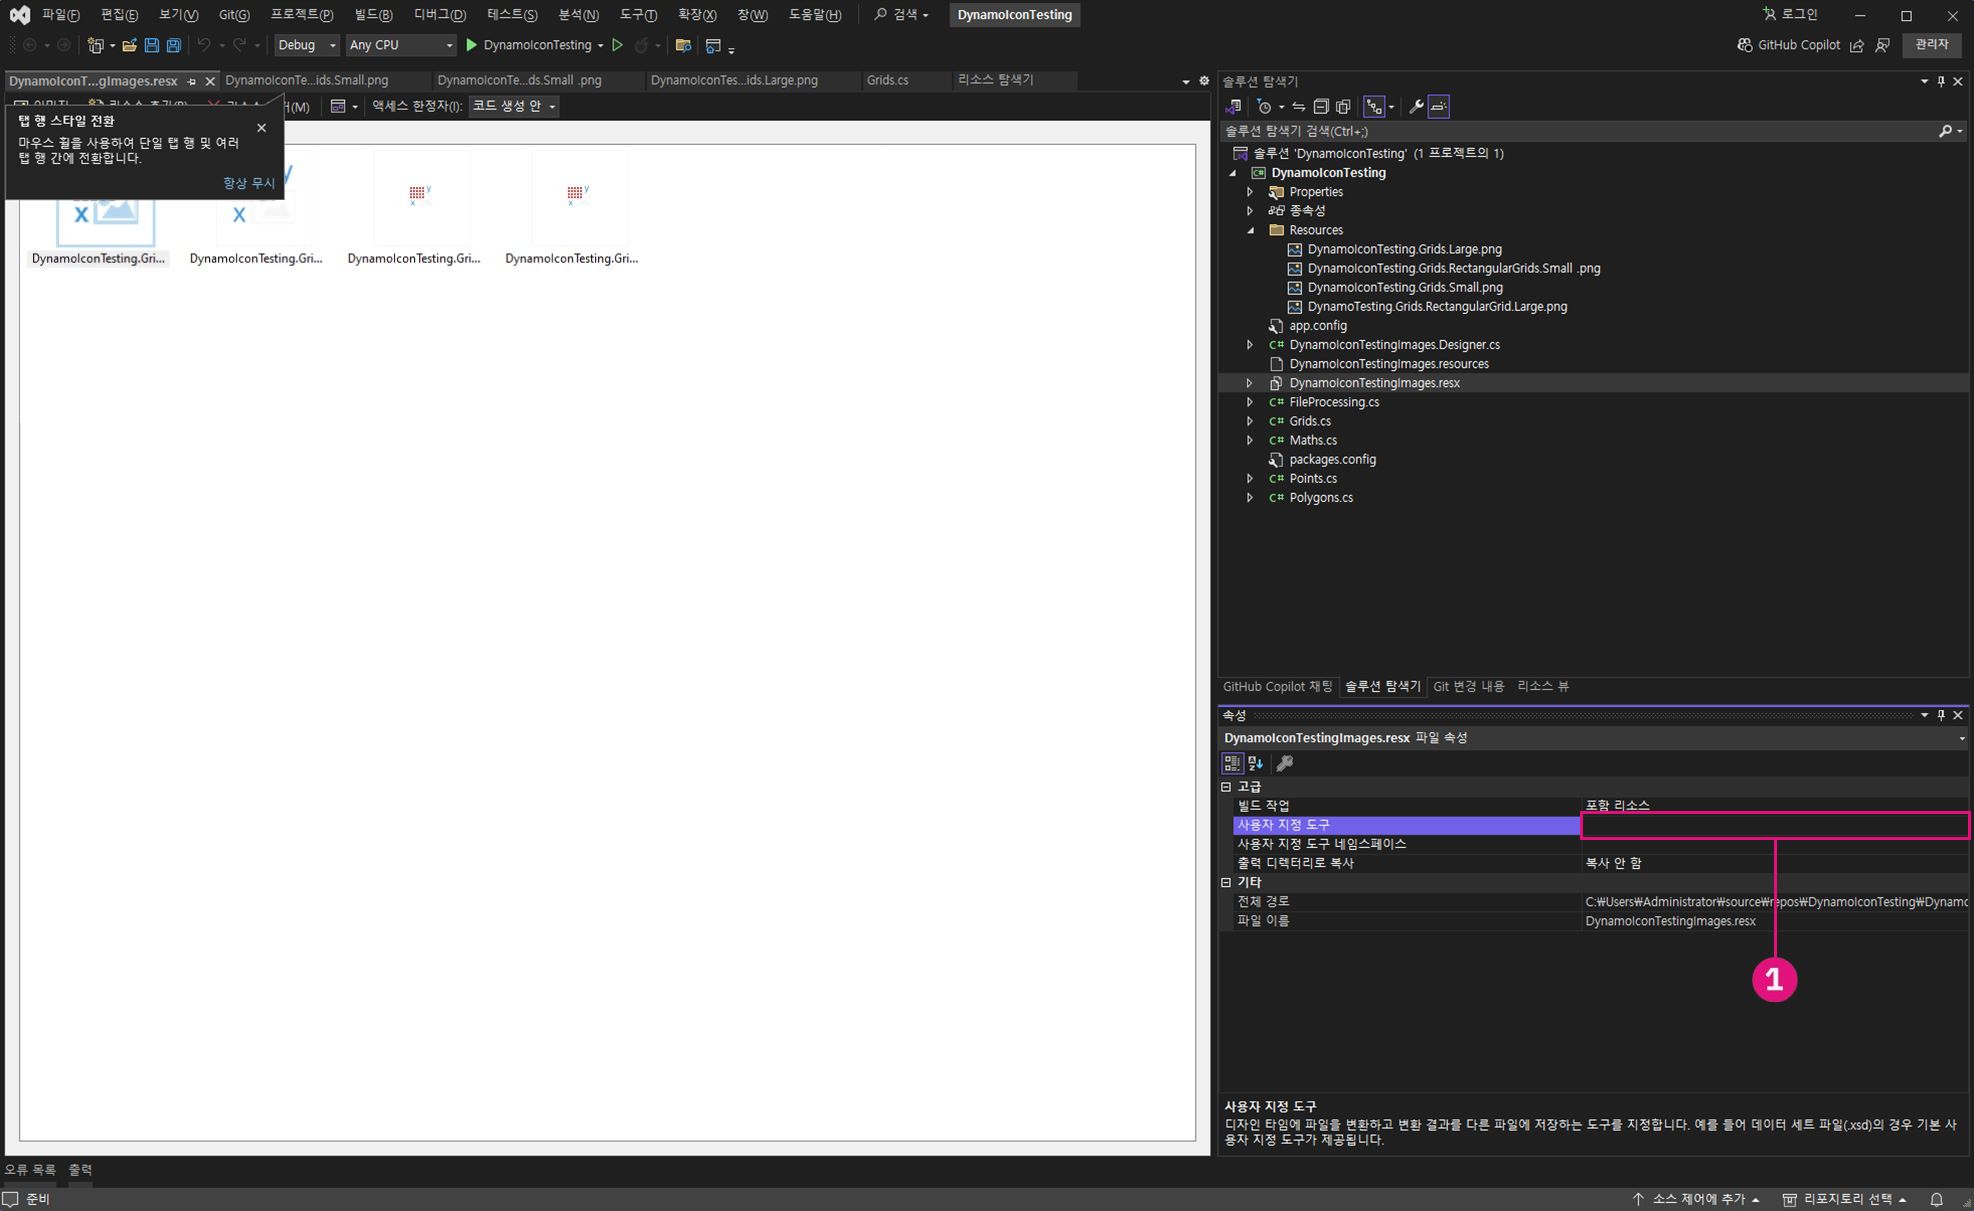 파일(F) 편집(E) 보기(V) Git(G) 프로젝트(P) 빌드(B) 디버그(D) 테스트(S) 분석(N) 도구(T) 확장(X) 창(W) 도움말(H) 검색 DynamoIconTesting 로그인
Debug Any CPU DynamoIconTesting GitHub Copilot 관리자
DynamoIconT...gImages.resx DynamoIconTe...ids.Small.png DynamoIconTe...ds.Small .png DynamoIconTes...ids.Large.png Grids.cs 리소스 탐색기
(M) 액세스 한정자(I): 코드 생성 안
탭 행 스타일 전환
마우스 휠을 사용하여 단일 탭 행 및 여러
탭 행 간에 전환합니다.
항상 무시
x
x
y
x
y
x
DynamoIconTesting.Gri... DynamoIconTesting.Gri... DynamoIconTesting.Gri... DynamoIconTesting.Gri...
솔루션 탐색기
솔루션 탐색기 검색(Ctrl+;)
솔루션 'DynamoIconTesting' (1 프로젝트의 1)
C# DynamoIconTesting
Properties
종속성
Resources
DynamoIconTesting.Grids.Large.png
DynamoIconTesting.Grids.RectangularGrids.Small .png
DynamoIconTesting.Grids.Small.png
DynamoTesting.Grids.RectangularGrid.Large.png
app.config
C# DynamoIconTestingImages.Designer.cs
DynamoIconTestingImages.resources
DynamoIconTestingImages.resx
C# FileProcessing.cs
C# Grids.cs
C# Maths.cs
packages.config
C# Points.cs
C# Polygons.cs
GitHub Copilot 채팅 솔루션 탐색기 Git 변경 내용 리소스 뷰
속성
DynamoIconTestingImages.resx 파일 속성
고급
빌드 작업 포함 리소스
사용자 지정 도구
사용자 지정 도구 네임스페이스
출력 디렉터리로 복사 복사 안 함
기타
전체 경로 C:₩Users₩Administrator₩source₩repos₩DynamoIconTesting₩Dynamo
파일 이름 DynamoIconTestingImages.resx
1
사용자 지정 도구
디자인 타임에 파일을 변환하고 변환 결과를 다른 파일에 저장하는 도구를 지정합니다. 예를 들어 데이터 세트 파일(.xsd)의 경우 기본 사
용자 지정 도구가 제공됩니다.
오류 목록 출력
준비 소스 제어에 추가 리포지토리 선택